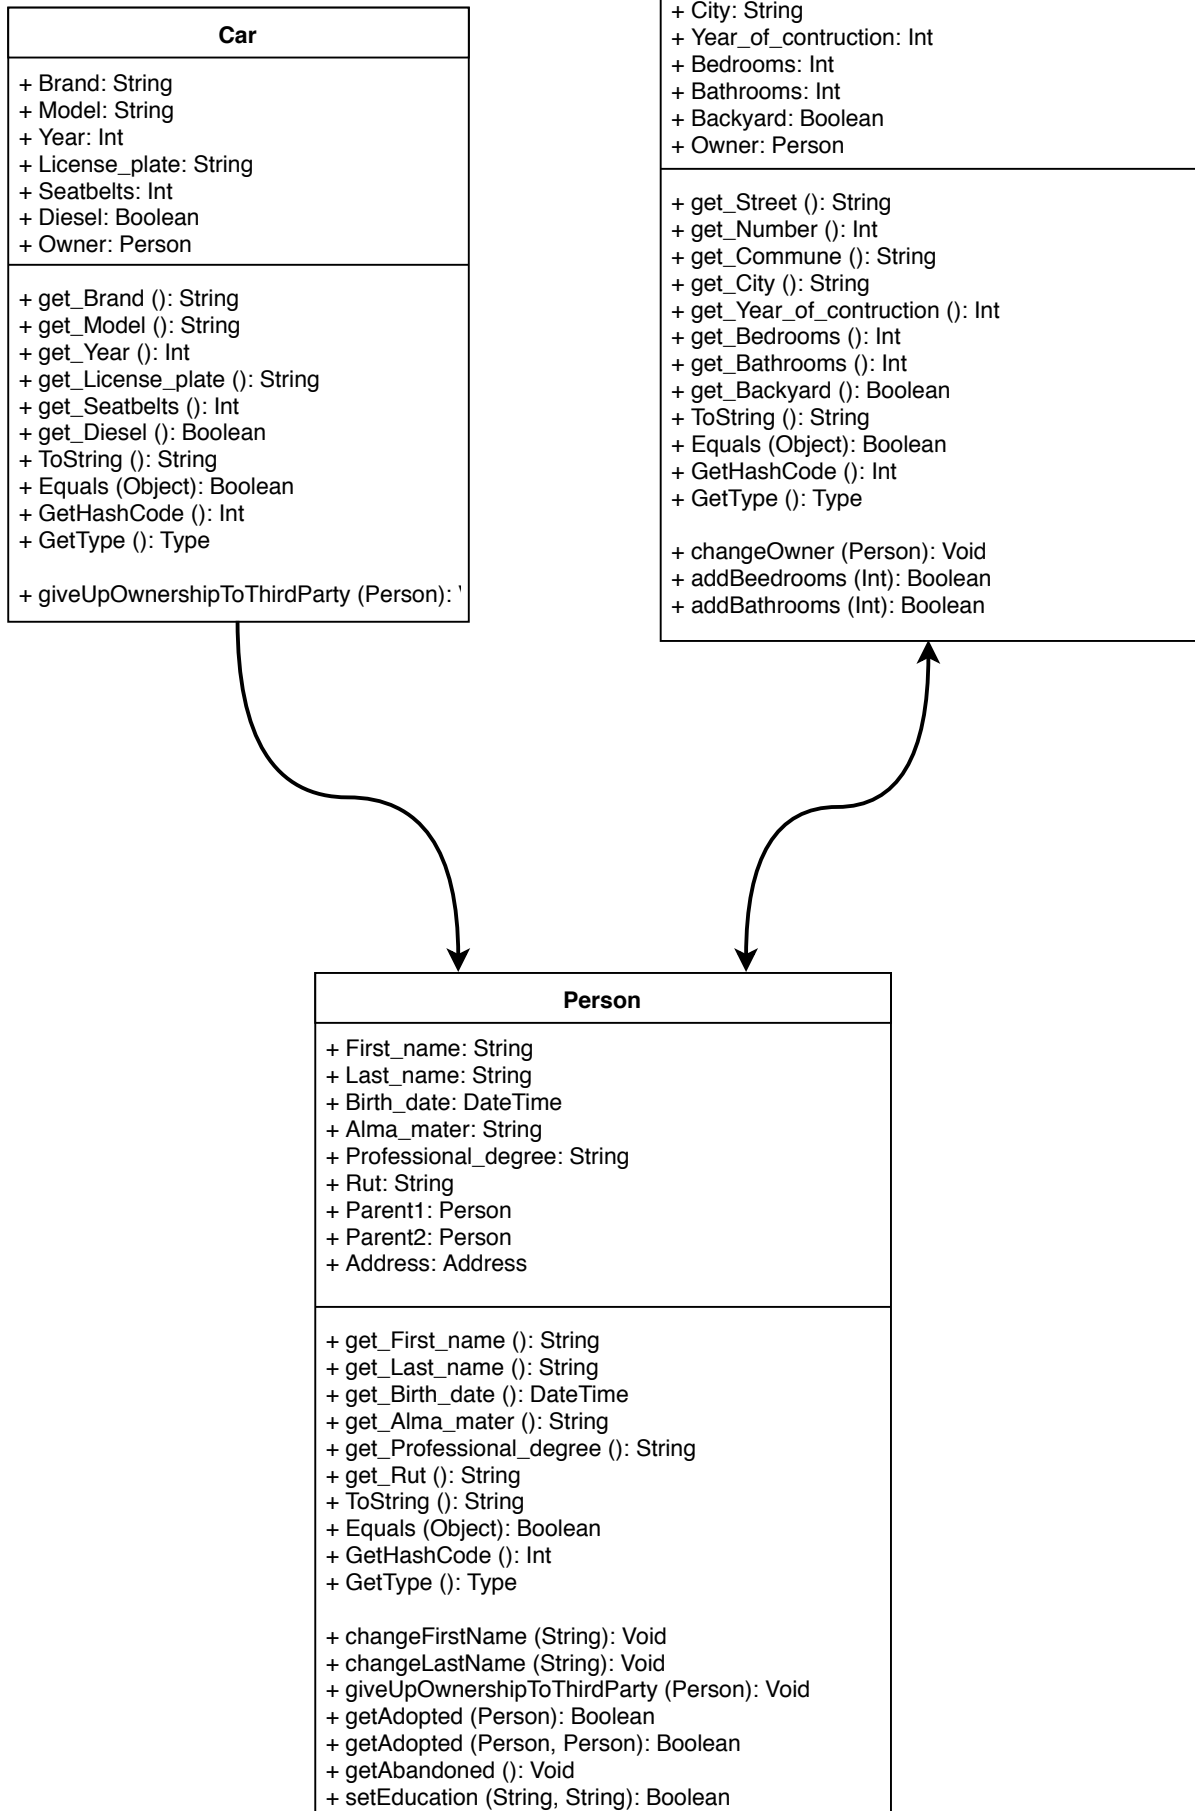 Car
+ Brand: String
+ Model: String
+ Year: Int
+ License_plate: String
+ Seatbelts: Int
+ Diesel: Boolean
+ Owner: Person
+ get_Brand (): String
+ get_Model (): String
+ get_Year (): Int
+ get_License_plate (): String
+ get_Seatbelts (): Int
+ get_Diesel (): Boolean
+ ToString (): String
+ Equals (Object): Boolean
+ GetHashCode (): Int
+ GetType (): Type
+ giveUpOwnershipToThirdParty (Person):
+ City: String
+ Year_of_contruction: Int
+ Bedrooms: Int
+ Bathrooms: Int
+ Backyard: Boolean
+ Owner: Person
+ get_Street (): String
+ get_Number (): Int
+ get_Commune (): String
+ get_City (): String
+ get_Year_of_contruction (): Int
+ get_Bedrooms (): Int
+ get_Bathrooms (): Int
+ get_Backyard (): Boolean
+ ToString (): String
+ Equals (Object): Boolean
+ GetHashCode (): Int
+ GetType (): Type
+ changeOwner (Person): Void
+ addBeedrooms (Int): Boolean
+ addBathrooms (Int): Boolean
Person
+ First_name: String
+ Last_name: String
+ Birth_date: DateTime
+ Alma_mater: String
+ Professional_degree: String
+ Rut: String
+ Parent1: Person
+ Parent2: Person
+ Address: Address
+ get_First_name (): String
+ get_Last_name (): String
+ get_Birth_date (): DateTime
+ get_Alma_mater (): String
+ get_Professional_degree (): String
+ get_Rut (): String
+ ToString (): String
+ Equals (Object): Boolean
+ GetHashCode (): Int
+ GetType (): Type
+ changeFirstName (String): Void
+ changeLastName (String): Void
+ giveUpOwnershipToThirdParty (Person): Void
+ getAdopted (Person): Boolean
+ getAdopted (Person, Person): Boolean
+ getAbandoned (): Void
+ setEducation (String, String): Boolean